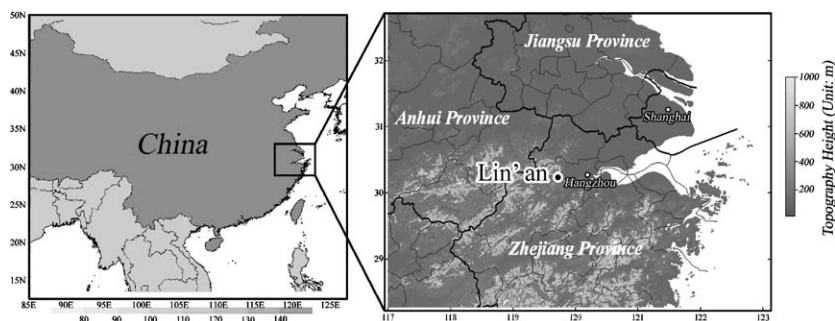 50N
45N
40N
35N
30N
25N
20N
15N
China
85E 90E 95E 100E 105E 110E 115E 120E 125E
80 90 100 110 120 130 140
Jiangsu Province
Anhui Province
Shanghai
Lin' an
Hangzhou
Zhejiang Province
32
31
30
29
117 118 119 120 121 122 123
1000
800
600
400
200
Topography Height (Unit: m)